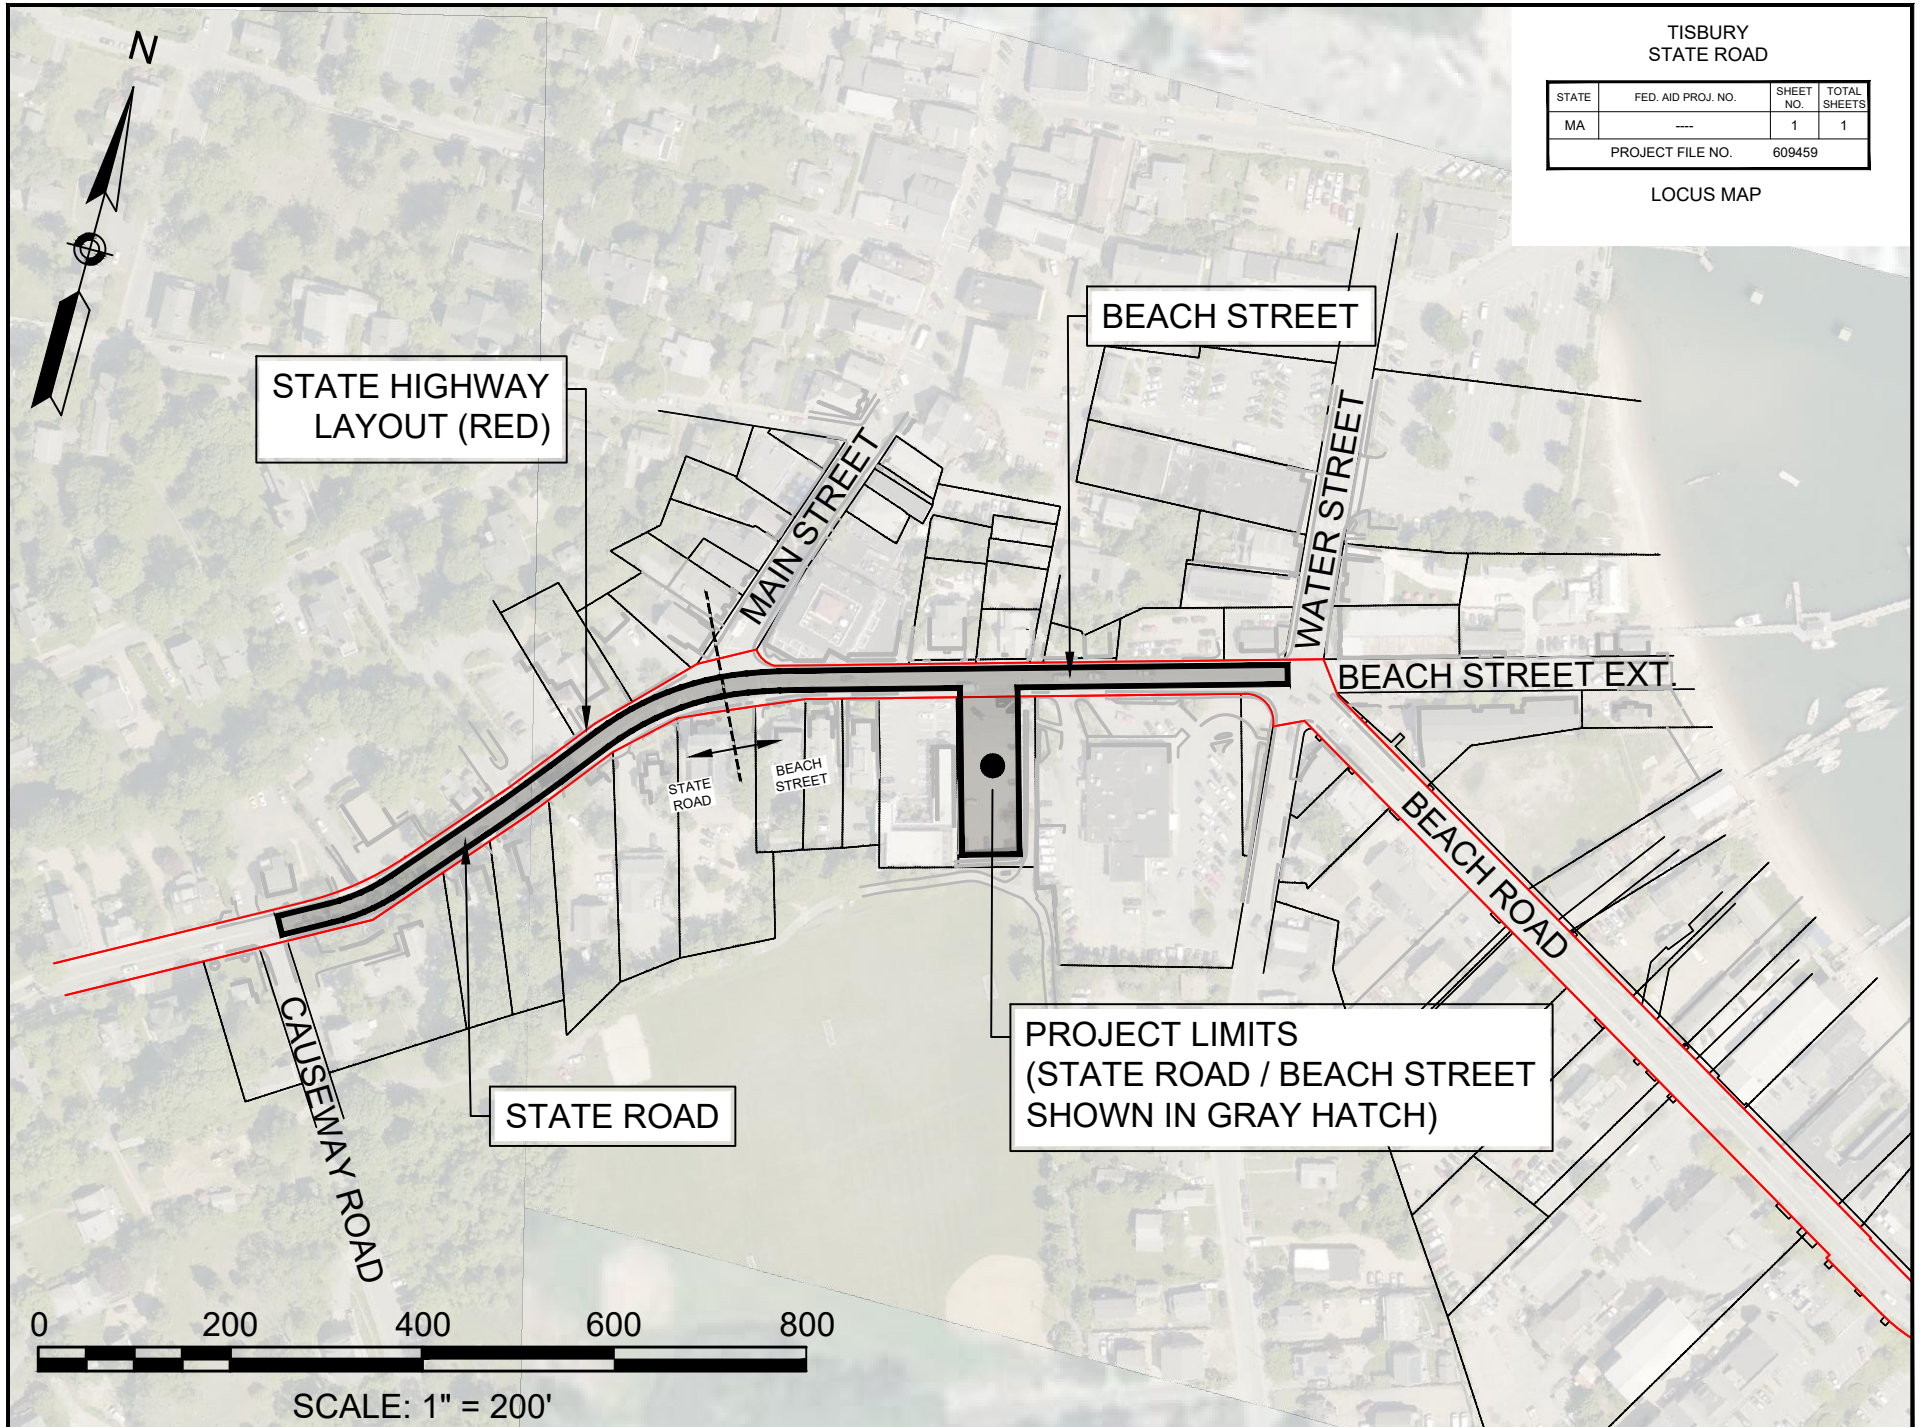 N
TISBURY
STATE ROAD
STATE FED. AID PROJ. NO. SHEET NO. TOTAL SHEETS
MA ---- 1 1
PROJECT FILE NO. 609459
LOCUS MAP
BEACH STREET
STATE HIGHWAY
LAYOUT (RED)
MAIN STREET
WATER STREET
BEACH STREET EXT.
STATE
ROAD
BEACH
STREET
BEACH ROAD
CAUSEWAY ROAD
PROJECT LIMITS
(STATE ROAD / BEACH STREET
SHOWN IN GRAY HATCH)
STATE ROAD
0 200 400 600 800
SCALE: 1" = 200'